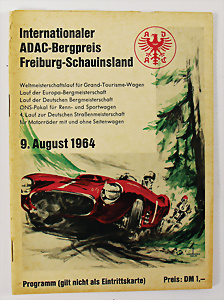 Internationaler
ADAC-Bergpreis
Freiburg-Schauinsland
ADAC
Weltmeisterschaftslauf für Grand-Tourisme-Wagen
Lauf der Europa-Bergmeisterschaft
Lauf der Deutschen Bergmeisterschaft
ONS-Pokal für Renn- und Sportwagen
4. Lauf zur Deutschen Straßenmeisterschaft
für Motorräder mit und ohne Seitenwagen
9. August 1964
Programm (gilt nicht als Eintrittskarte)
Preis: DM 1,–